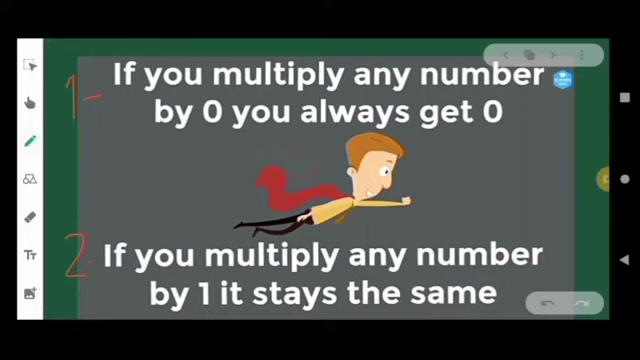 1- If you multiply any number
by 0 you always get 0
2. If you multiply any number
by 1 it stays the same